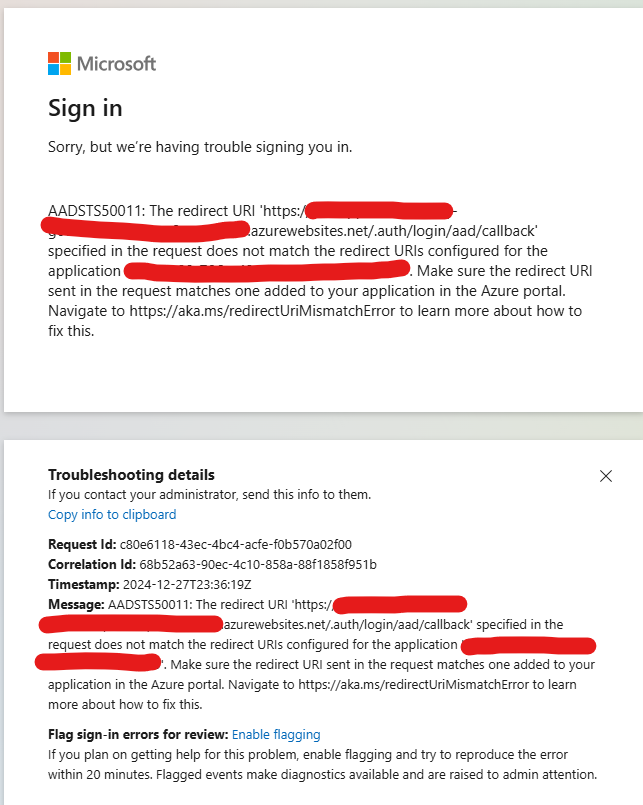 Microsoft
Sign in
Sorry, but we're having trouble signing you in.
AADSTS50011: The redirect URI 'https:/
.azurewebsites.net/.auth/login/aad/callback'
specified in the request does not match the redirect URIs configured for the
application . Make sure the redirect URI
sent in the request matches one added to your application in the Azure portal.
Navigate to https://aka.ms/redirectUriMismatchError to learn more about how to
fix this.
Troubleshooting details
If you contact your administrator, send this info to them.
Copy info to clipboard
Request Id: c80e6118-43ec-4bc4-acfe-f0b570a02f00
Correlation Id: 68b52a63-90ec-4c10-858a-88f1858f951b
Timestamp: 2024-12-27T23:36:19Z
Message: AADSTS50011: The redirect URI 'https:/
.azurewebsites.net/.auth/login/aad/callback' specified in the
request does not match the redirect URIs configured for the application
'. Make sure the redirect URI sent in the request matches one added to your
application in the Azure portal. Navigate to https://aka.ms/redirectUriMismatchError to learn
more about how to fix this.
Flag sign-in errors for review: Enable flagging
If you plan on getting help for this problem, enable flagging and try to reproduce the error
within 20 minutes. Flagged events make diagnostics available and are raised to admin attention.